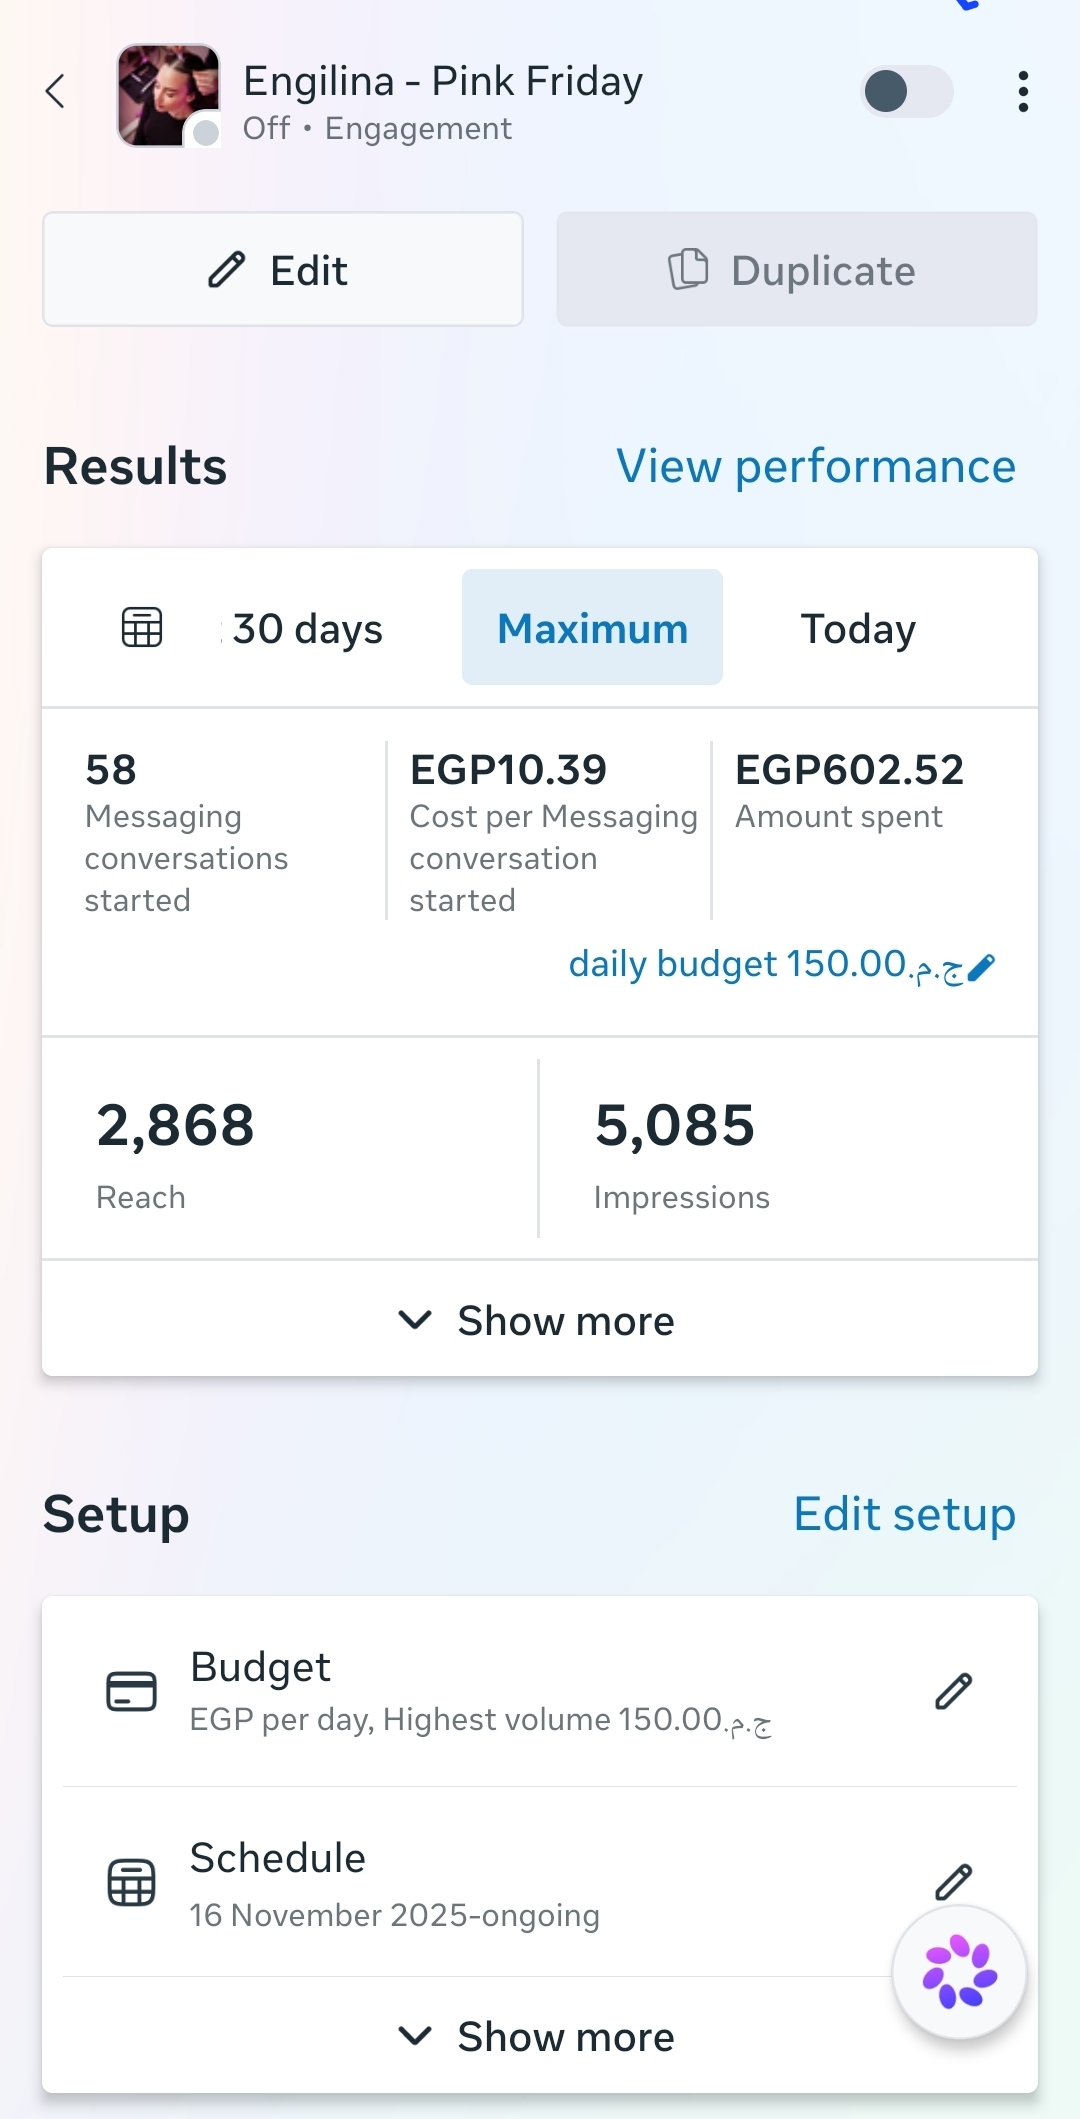 Engilina - Pink Friday
Off • Engagement
Edit
Duplicate
Results
View performance
30 days
Maximum
Today
58
Messaging
conversations
started
EGP10.39
Cost per Messaging
conversation
started
EGP602.52
Amount spent
daily budget 150.00.ج.م
2,868
Reach
5,085
Impressions
Show more
Setup
Edit setup
Budget
EGP per day, Highest volume 150.00.ج.م
Schedule
16 November 2025-ongoing
Show more